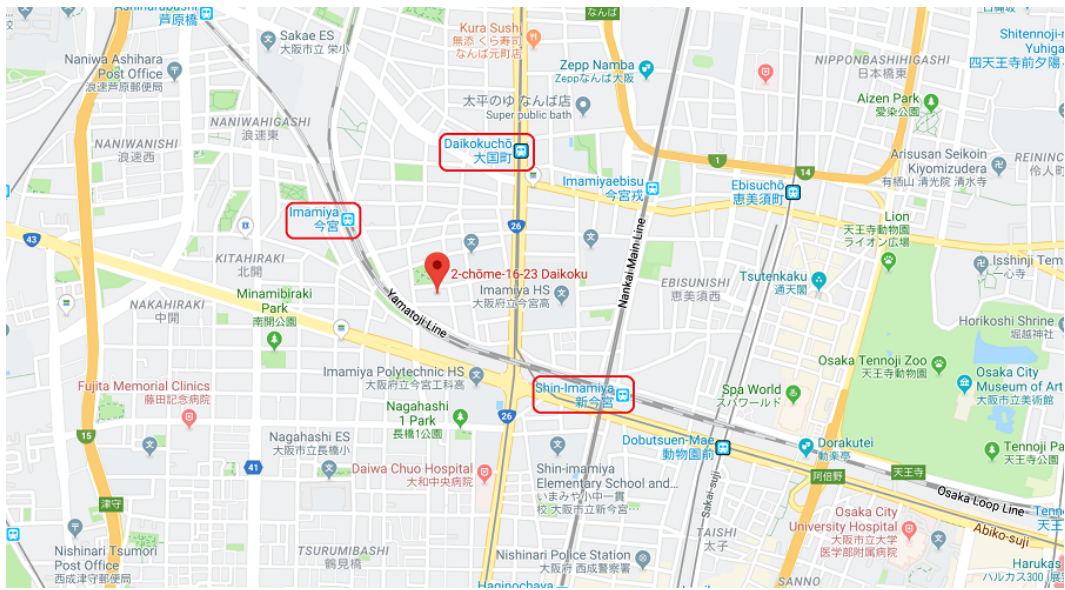 Ashiharabashi
芦原橋
Sakae ES
大阪市立 栄小
Kura Sushi
無添 くら寿司
なんば元町店
なんば
Shitennoji-
四天王寺前夕陽
Naniwa Ashihara
Post Office
浪速芦原郵便局
Zepp Namba
Zeppなんば大阪
NIPPONBASHIHIGASHI
日本橋東
太平のゆ なんば店
Super public bath
Aizen Park
愛染公園
NANIWAHIGASHI
浪速東
NANIWANISHI
浪速西
Daikokuchō
大国町
Arisusan Seikoin
Kiyomizudera
有栖山 清光院 清水寺
REININC
伶人町
1
14
Imamiyaebisu
今宮戎
Ebisuchō
恵美須町
Imamiya
今宮
26
Lion
天王寺動物園
ライオン広場
43
KITAHIRAKI
北開
2-chōme-16-23 Daikoku
Imamiya HS
大阪府立今宮高
Nankai Main Line
EBISUNISHI
恵美須西
Tsutenkaku
通天閣
Isshinji Tem
一心寺
NAKAHIRAKI
中開
Minamibiraki
Park
南開公園
Yamatoji Line
Horikoshi Shrine
堀越神社
Imamiya Polytechnic HS
大阪府立今宮工科高
Osaka Tennoji Zoo
天王寺動物園
Fujita Memorial Clinics
藤田記念病院
Shin-Imamiya
新今宮
Spa World
スパワールド
Osaka City
Museum of Art
大阪市立美術館
Nagahashi
1 Park
長橋1公園
26
15
Nagahashi ES
大阪市立長橋小
Dobutsuen-Mae
動物園前
Dorakutei
動楽亭
Tennoji Pa
天王寺公園
41
Daiwa Chuo Hospital
大和中央病院
Shin-imamiya
Elementary School and...
いまみや小中一貫
校 大阪市立新今宮…
阿倍野
天王寺
Osaka Loop Line
津守
Sakai-suji
Osaka City
University Hospital
大阪市立大学
医学部附属病院
Tenn
天王
Abiko-suji
TAISHI
太子
Nishinari Tsumori
Post Office
西成津守郵便局
TSURUMIBASHI
鶴見橋
Nishinari Police Station
大阪府 西成警察署
SANNO
Harukas
ハルカス300
Haginochaya